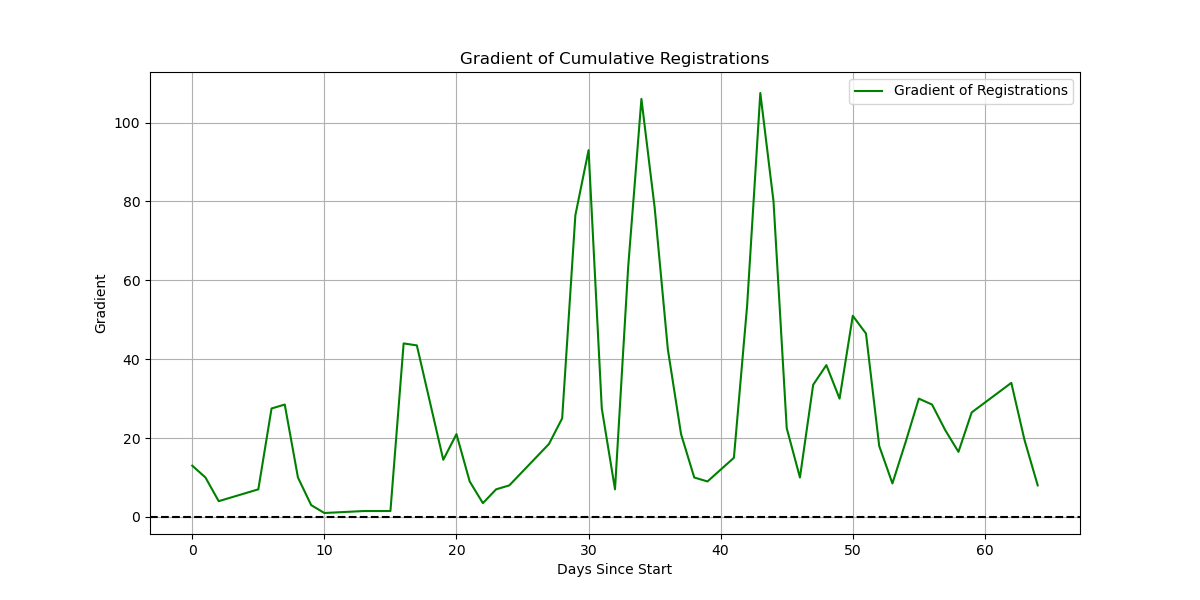 Gradient of Cumulative Registrations
Gradient of Registrations
Gradient
100
80
60
40
20
0
0 10 20 30 40 50 60
Days Since Start